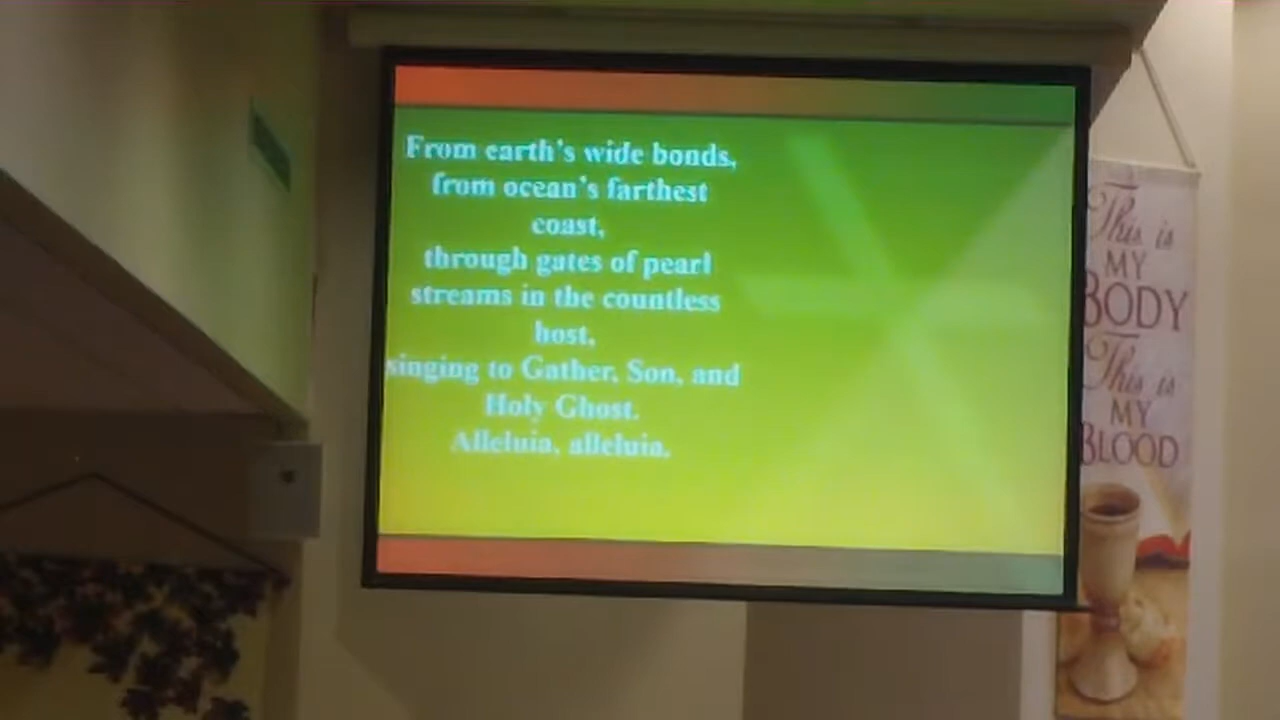 From earth's wide bonds,
from ocean's farthest
coast,
through gates of pearl
streams in the countless
host,
singing to Gather, Son, and
Holy Ghost.
Alleluia, alleluia.
This is
MY
BODY
This is
MY
BLOOD